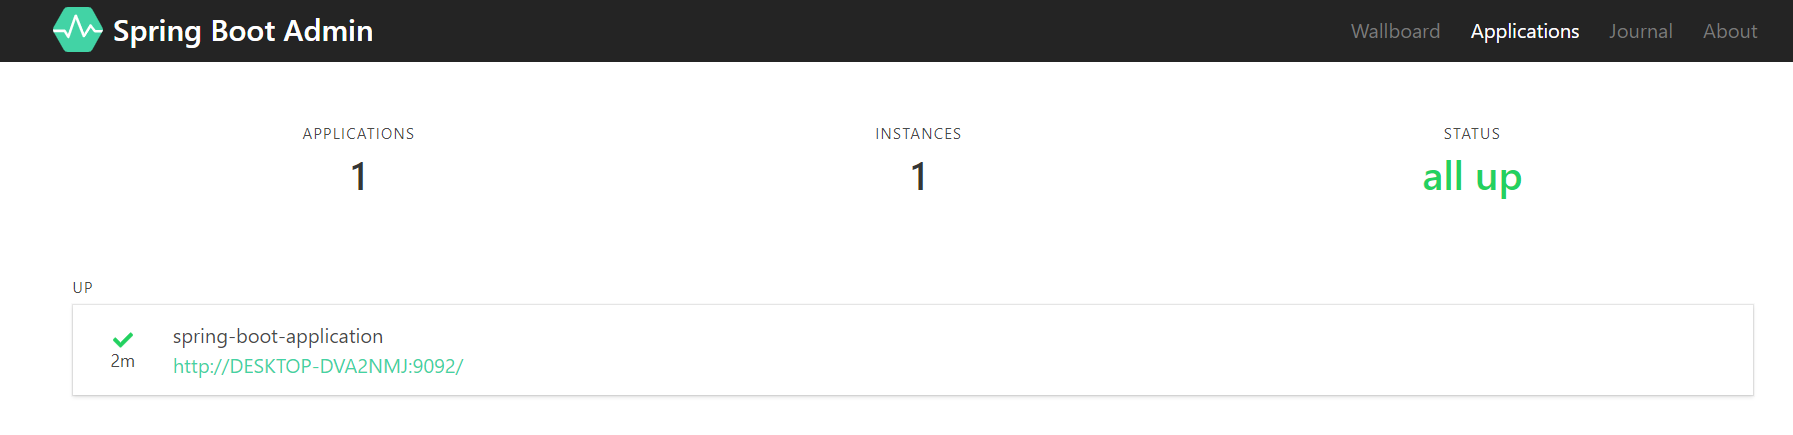 Spring Boot Admin
Wallboard Applications Journal About
APPLICATIONS INSTANCES STATUS
1 1 all up
UP
spring-boot-application
2m
http://DESKTOP-DVA2NMJ:9092/